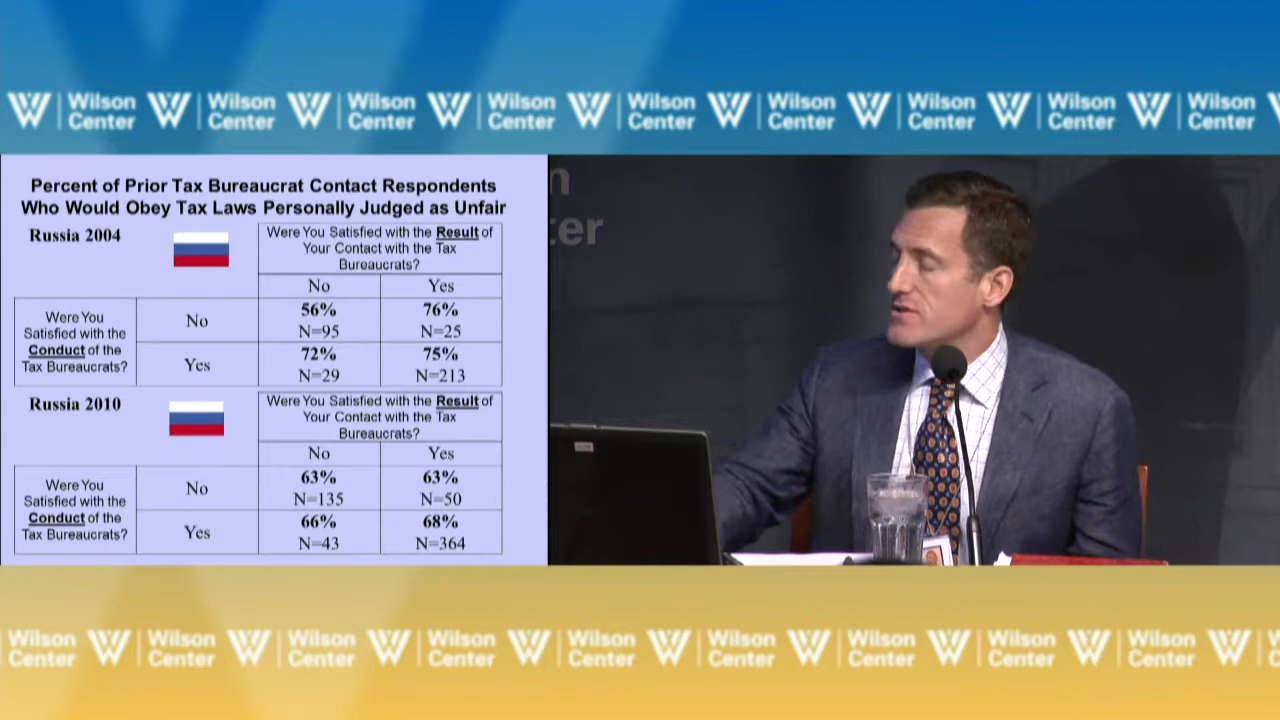 Wilson Center Wilson Center Wilson Center Wilson Center Wilson Center Wilson Center Wilson Center Wilson Center Wilson Center
Percent of Prior Tax Bureaucrat Contact Respondents
Who Would Obey Tax Laws Personally Judged as Unfair
Russia 2004
Were You Satisfied with the Result of
Your Contact with the Tax
Bureaucrats?
No Yes
Were You
Satisfied with the
Conduct of the
Tax Bureaucrats?
No
56% 76%
N=95 N=25
Yes
72% 75%
N=29 N=213
Russia 2010
Were You Satisfied with the Result of
Your Contact with the Tax
Bureaucrats?
No Yes
Were You
Satisfied with the
Conduct of the
Tax Bureaucrats?
No
63% 63%
N=135 N=50
Yes
66% 68%
N=43 N=364
Wilson Center Wilson Center Wilson Center Wilson Center Wilson Center Wilson Center Wilson Center Wilson Center Wilson Center